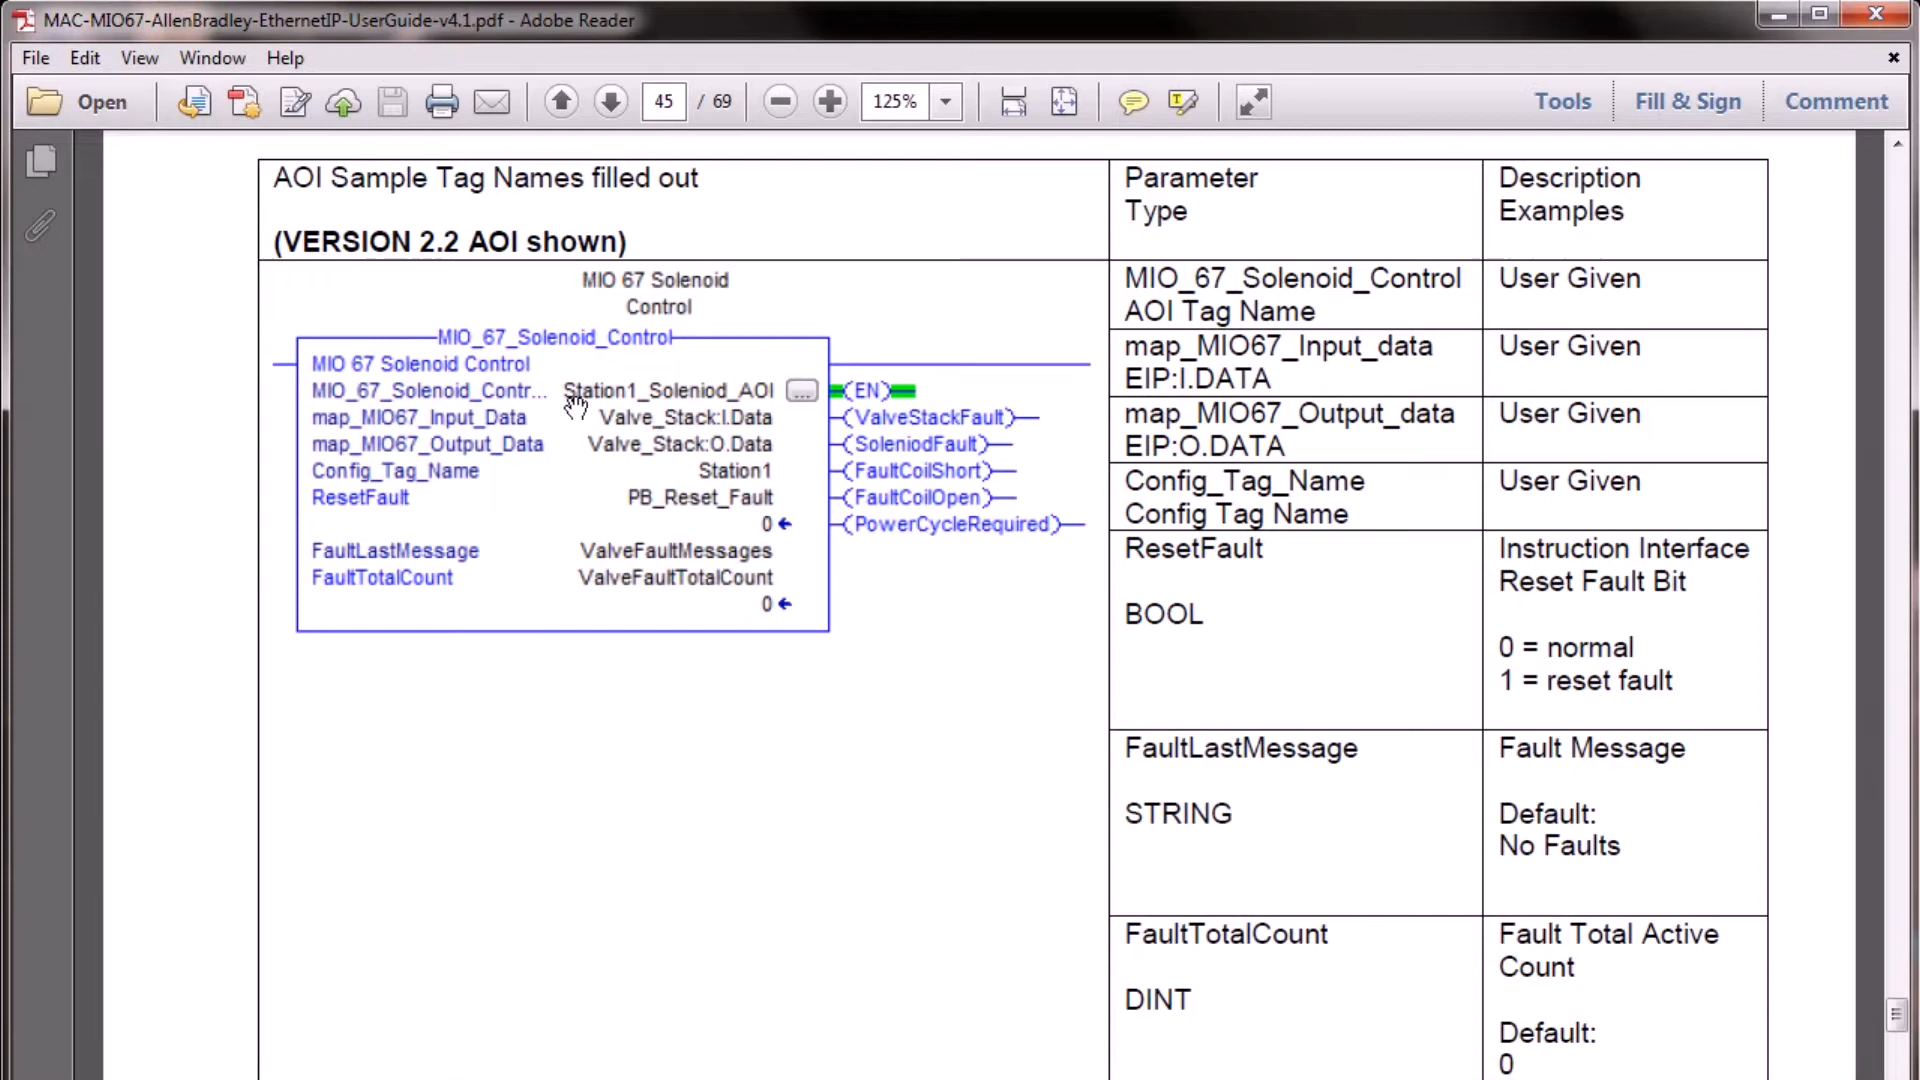 MAC-MIO67-AllenBradley-EthernetIP-UserGuide-v4.1.pdf - Adobe Reader
File Edit View Window Help
Open 45 / 69 125% Tools Fill & Sign Comment
AOI Sample Tag Names filled out
(VERSION 2.2 AOI shown)
Parameter
Type
Description
Examples
MIO 67 Solenoid
Control
MIO_67_Solenoid_Control
MIO 67 Solenoid Control
MIO_67_Solenoid_Contr... Station1_Soleniod_AOI ... (EN)
map_MIO67_Input_Data Valve_Stack:I.Data (ValveStackFault)
map_MIO67_Output_Data Valve_Stack:O.Data (SoleniodFault)
Config_Tag_Name Station1 (FaultCoilShort)
ResetFault PB_Reset_Fault (FaultCoilOpen)
0 (PowerCycleRequired)
FaultLastMessage ValveFaultMessages
FaultTotalCount ValveFaultTotalCount
0
MIO_67_Solenoid_Control
AOI Tag Name
User Given
map_MIO67_Input_data
EIP:I.DATA
User Given
map_MIO67_Output_data
EIP:O.DATA
User Given
Config_Tag_Name
Config Tag Name
User Given
ResetFault
BOOL
Instruction Interface
Reset Fault Bit
0 = normal
1 = reset fault
FaultLastMessage
STRING
Fault Message
Default:
No Faults
FaultTotalCount
DINT
Fault Total Active
Count
Default:
0